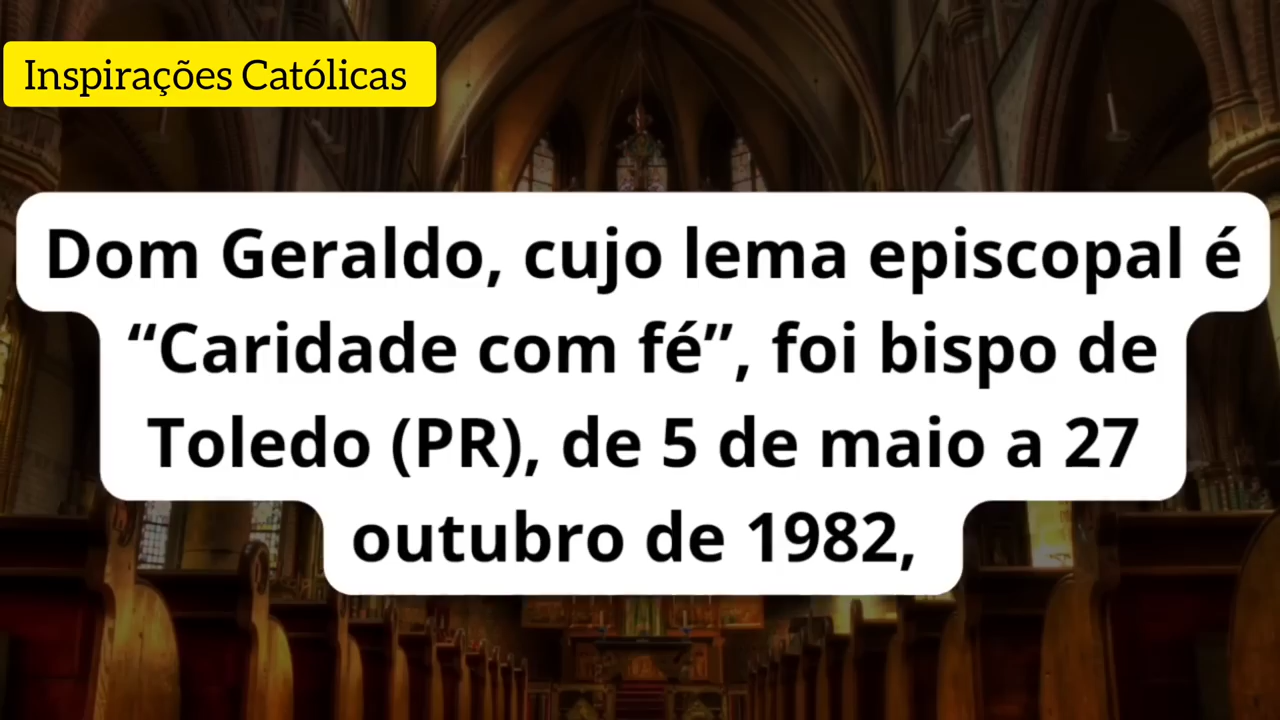 Inspirações Católicas
Dom Geraldo, cujo lema episcopal é
“Caridade com fé”, foi bispo de
Toledo (PR), de 5 de maio a 27
outubro de 1982,